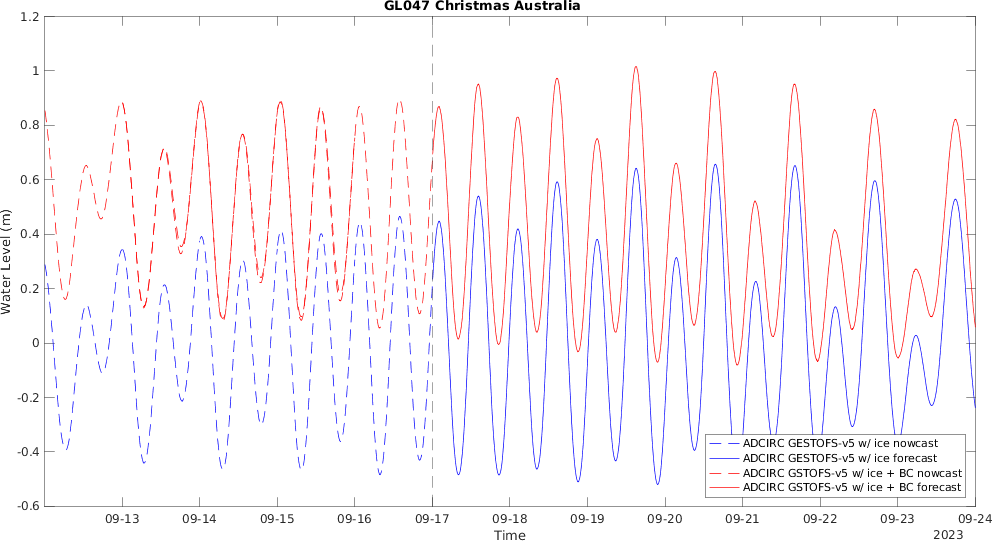 GL047 Christmas Australia
Water Level (m)
1.2
1
0.8
0.6
0.4
0.2
0
-0.2
-0.4
-0.6
ADCIRC GESTOFS-v5 w/ ice nowcast
ADCIRC GESTOFS-v5 w/ ice forecast
ADCIRC GSTOFS-v5 w/ ice + BC nowcast
ADCIRC GSTOFS-v5 w/ ice + BC forecast
09-13 09-14 09-15 09-16 09-17 09-18 09-19 09-20 09-21 09-22 09-23 09-24
Time
2023